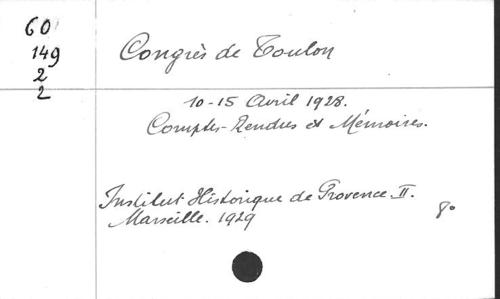 60
149
2
2
Congrès de Toulon
10-15 Avril 1928.
Comptes-Rendus et Mémoires.
Institut Historique de Provence II.
Marseille. 1929
8°